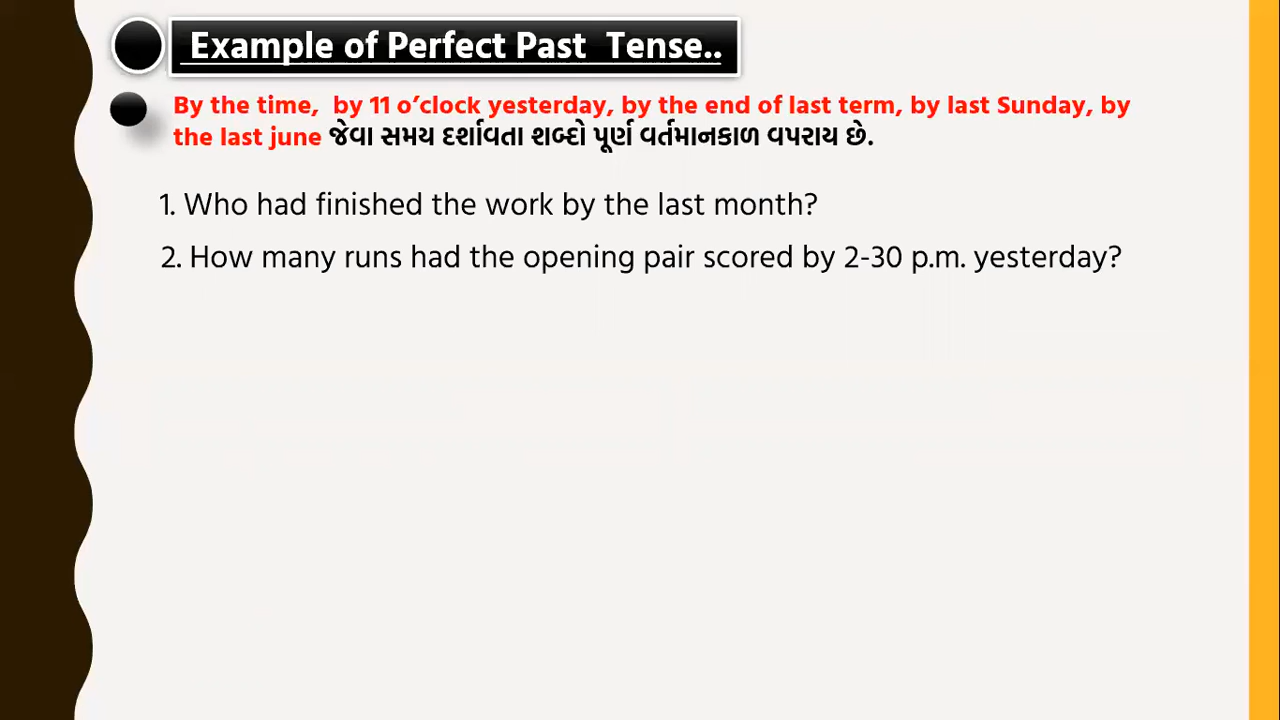 Example of Perfect Past Tense..
By the time, by 11 o’clock yesterday, by the end of last term, by last Sunday, by
the last june જેવા સમય દર્શાવતા શબ્દો પૂર્ણ વર્તમાનકાળ વપરાય છે.
1. Who had finished the work by the last month?
2. How many runs had the opening pair scored by 2-30 p.m. yesterday?